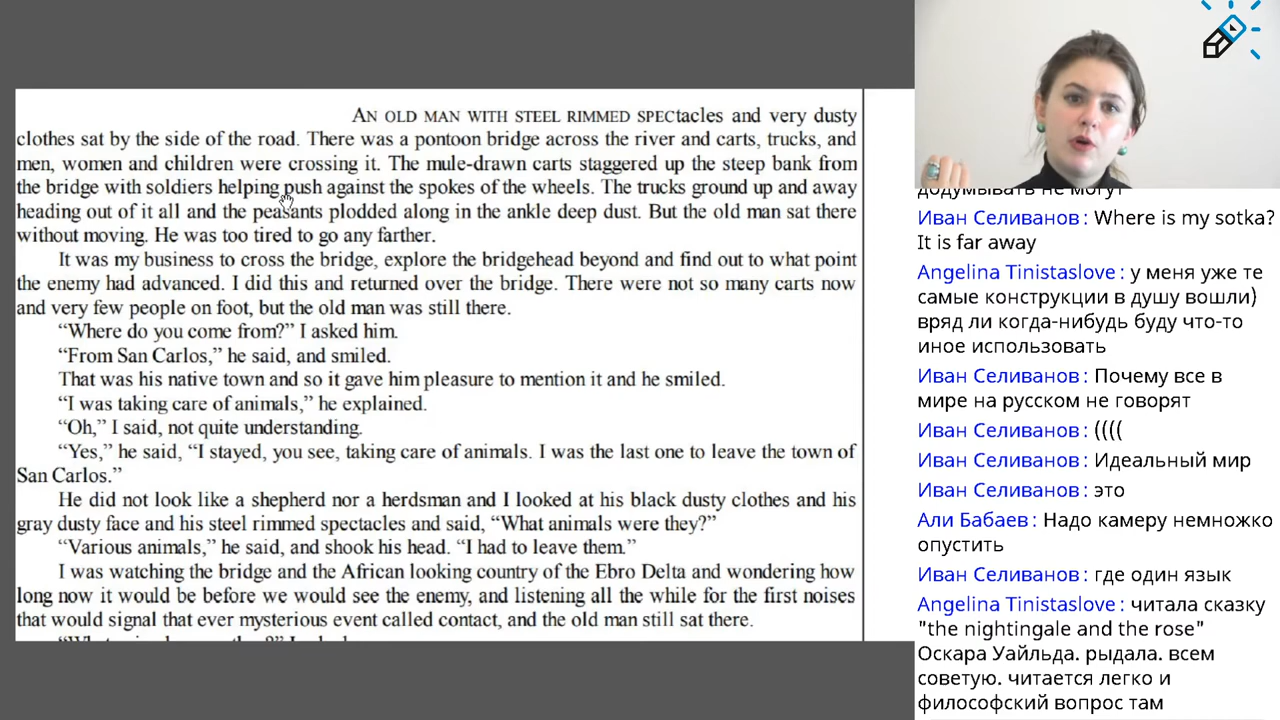 AN OLD MAN WITH STEEL RIMMED SPECtacles and very dusty
clothes sat by the side of the road. There was a pontoon bridge across the river and carts, trucks, and
men, women and children were crossing it. The mule-drawn carts staggered up the steep bank from
the bridge with soldiers helping push against the spokes of the wheels. The trucks ground up and away
heading out of it all and the peasants plodded along in the ankle deep dust. But the old man sat there
without moving. He was too tired to go any farther.
It was my business to cross the bridge, explore the bridgehead beyond and find out to what point
the enemy had advanced. I did this and returned over the bridge. There were not so many carts now
and very few people on foot, but the old man was still there.
“Where do you come from?” I asked him.
“From San Carlos,” he said, and smiled.
That was his native town and so it gave him pleasure to mention it and he smiled.
“I was taking care of animals,” he explained.
“Oh,” I said, not quite understanding.
“Yes,” he said, “I stayed, you see, taking care of animals. I was the last one to leave the town of
San Carlos.”
He did not look like a shepherd nor a herdsman and I looked at his black dusty clothes and his
gray dusty face and his steel rimmed spectacles and said, “What animals were they?”
“Various animals,” he said, and shook his head. “I had to leave them.”
I was watching the bridge and the African looking country of the Ebro Delta and wondering how
long now it would be before we would see the enemy, and listening all the while for the first noises
that would signal that ever mysterious event called contact, and the old man still sat there.
додумывать не могут
Иван Селиванов: Where is my sotka?
It is far away
Angelina Tinistaslove: у меня уже те
самые конструкции в душу вошли)
вряд ли когда-нибудь буду что-то
иное использовать
Иван Селиванов: Почему все в
мире на русском не говорят
Иван Селиванов: ((((
Иван Селиванов: Идеальный мир
Иван Селиванов: это
Али Бабаев: Надо камеру немножко
опустить
Иван Селиванов: где один язык
Angelina Tinistaslove: читала сказку
"the nightingale and the rose"
Оскара Уайльда. рыдала. всем
советую. читается легко и
философский вопрос там